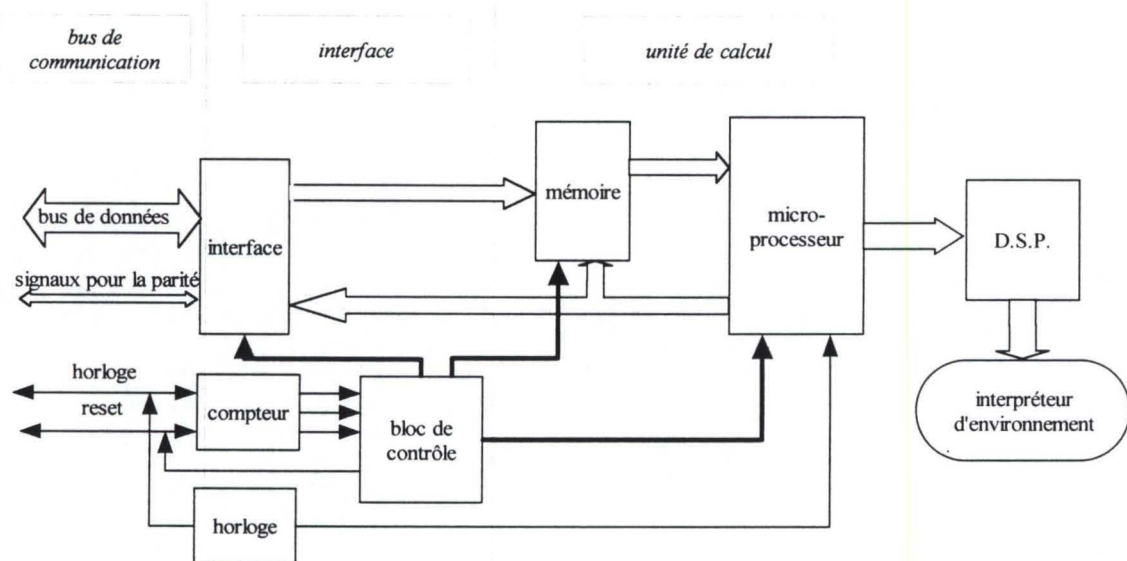 bus de
communication
interface
unité de calcul
bus de données
interface
mémoire
micro-
processeur
D.S.P.
signaux pour la parité
horloge
reset
compteur
bloc de
contrôle
interpréteur
d'environnement
horloge